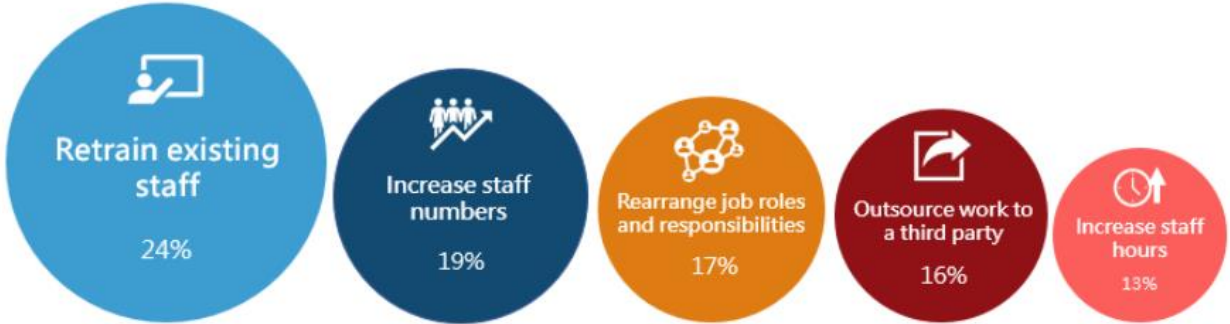 Retrain existing
staff
24%
Increase staff
numbers
19%
Rearrange job roles
and responsibilities
17%
Outsource work to
a third party
16%
Increase staff
hours
13%